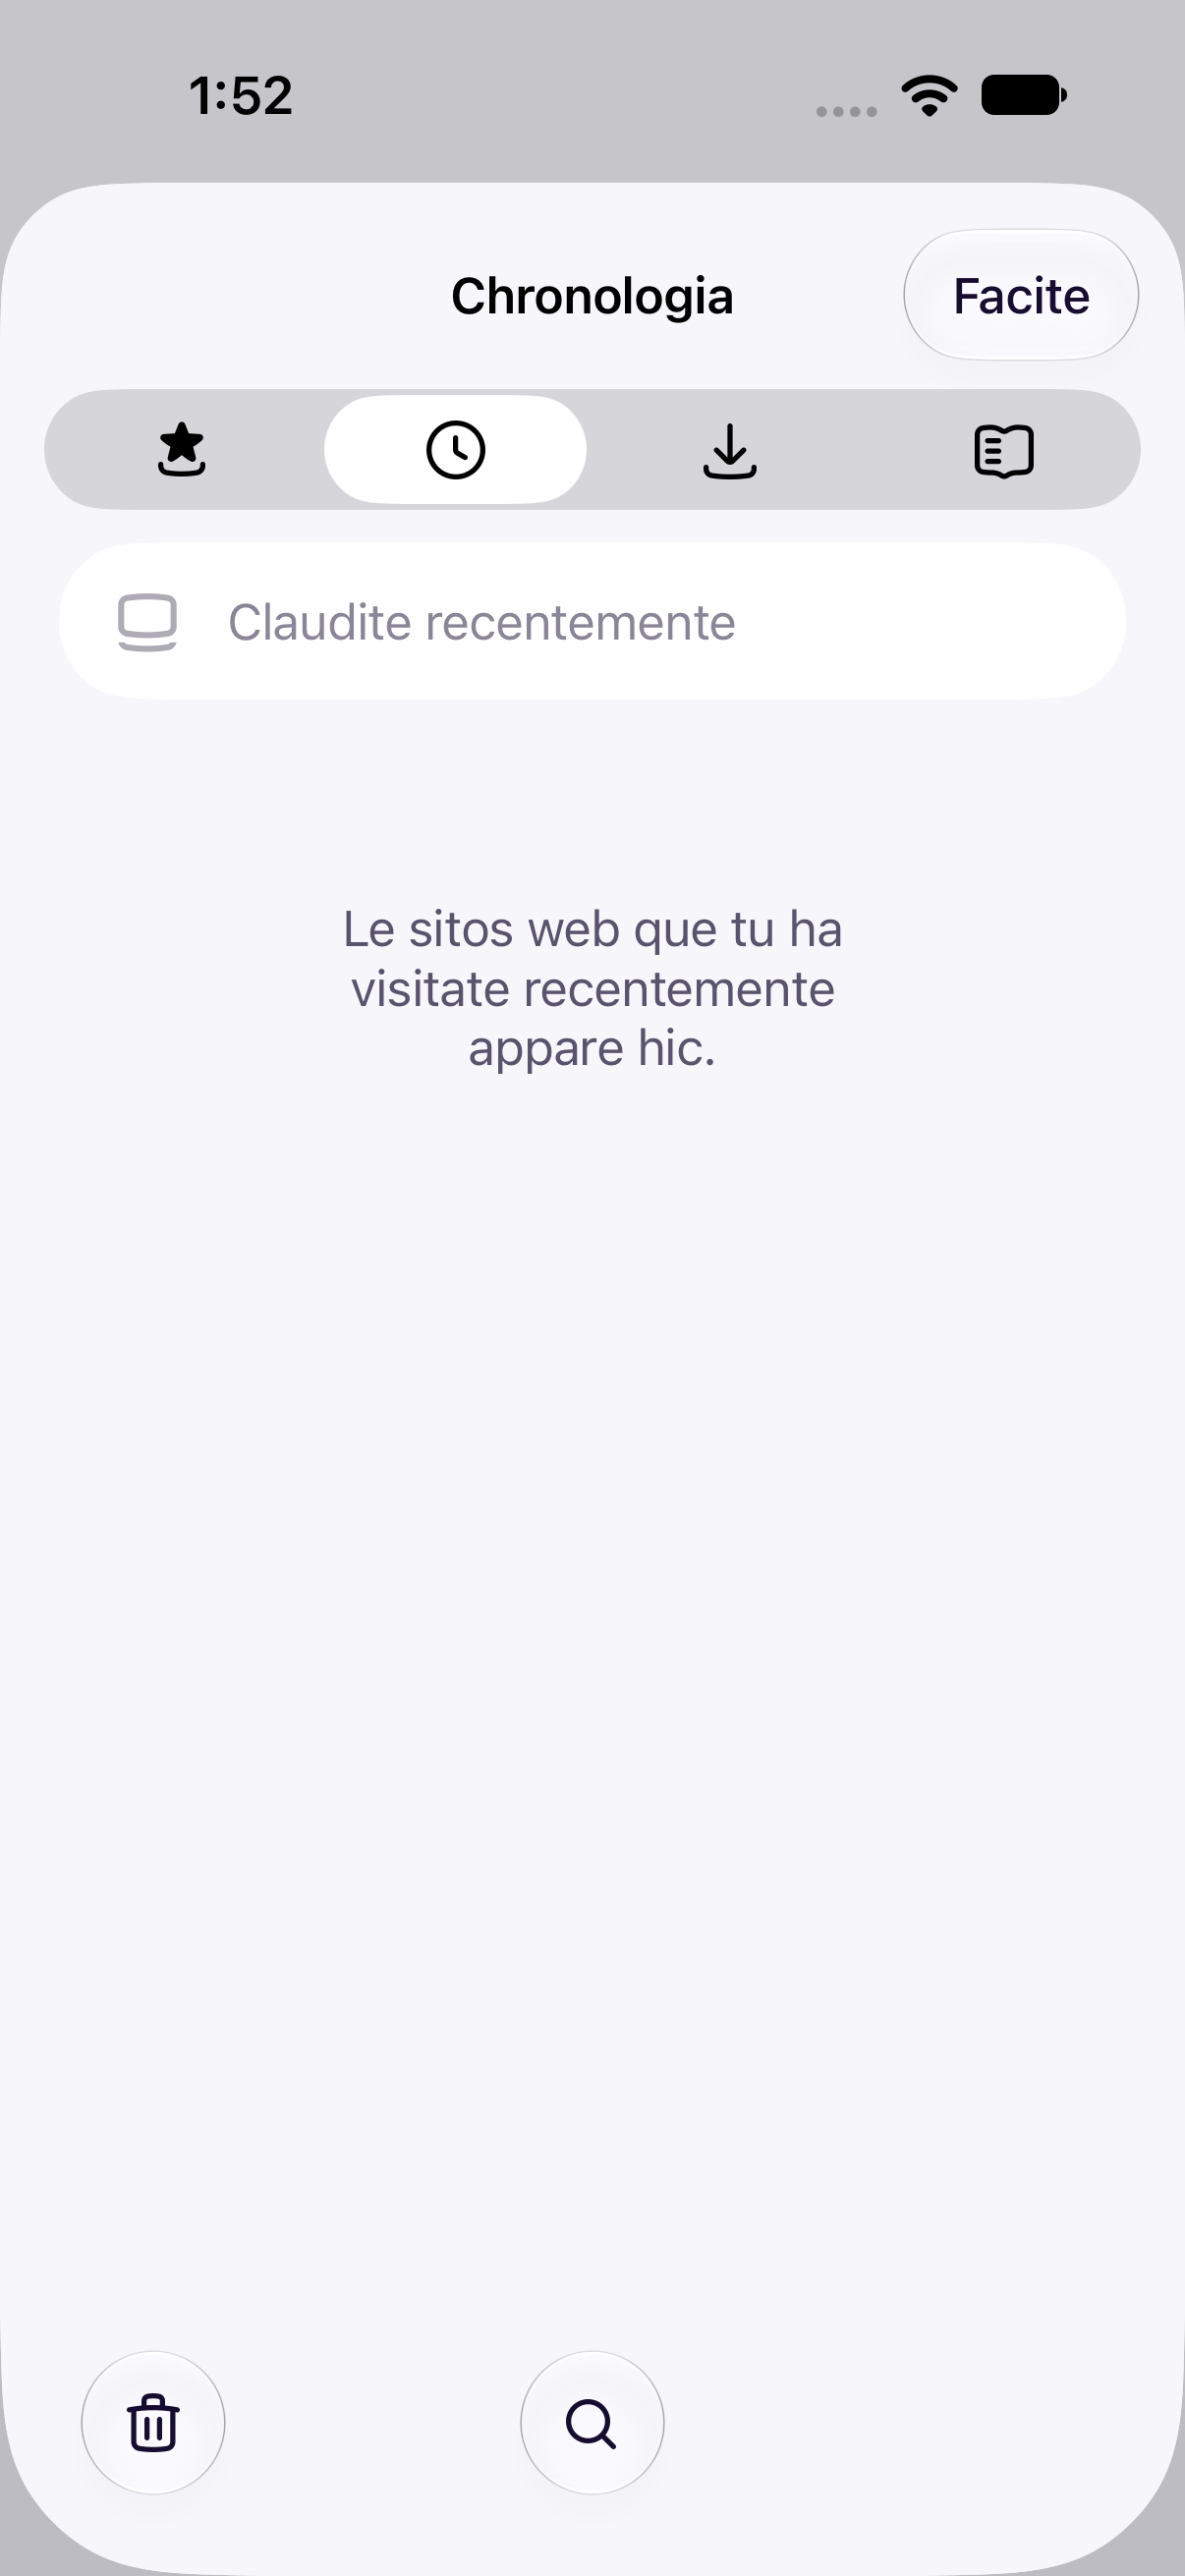 1:52
Chronologia
Facite
Claudite recentemente
Le sitos web que tu ha
visitate recentemente
appare hic.